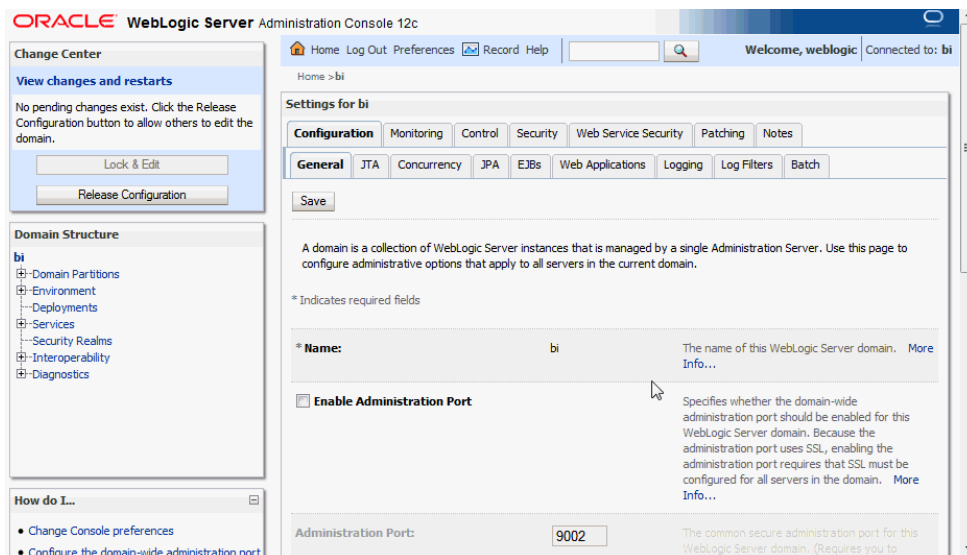 ORACLE® WebLogic Server Administration Console 12c
Change Center
View changes and restarts
No pending changes exist. Click the Release
Configuration button to allow others to edit the
domain.
Lock & Edit
Release Configuration
Domain Structure
bi
Domain Partitions
Environment
Deployments
Services
Security Realms
Interoperability
Diagnostics
How do I...
• Change Console preferences
• Configure the domain-wide administration port
Home Log Out Preferences Record Help
Welcome, weblogic Connected to: bi
Home >bi
Settings for bi
Configuration Monitoring Control Security Web Service Security Patching Notes
General JTA Concurrency JPA EJBs Web Applications Logging Log Filters Batch
Save
A domain is a collection of WebLogic Server instances that is managed by a single Administration Server. Use this page to
configure administrative options that apply to all servers in the current domain.
* Indicates required fields
* Name: bi The name of this WebLogic Server domain. More
Info...
Enable Administration Port Specifies whether the domain-wide
administration port should be enabled for this
WebLogic Server domain. Because the
administration port uses SSL, enabling the
administration port requires that SSL must be
configured for all servers in the domain. More
Info...
Administration Port: 9002 The common secure administration port for this
WebLogic Server domain. (Requires you to